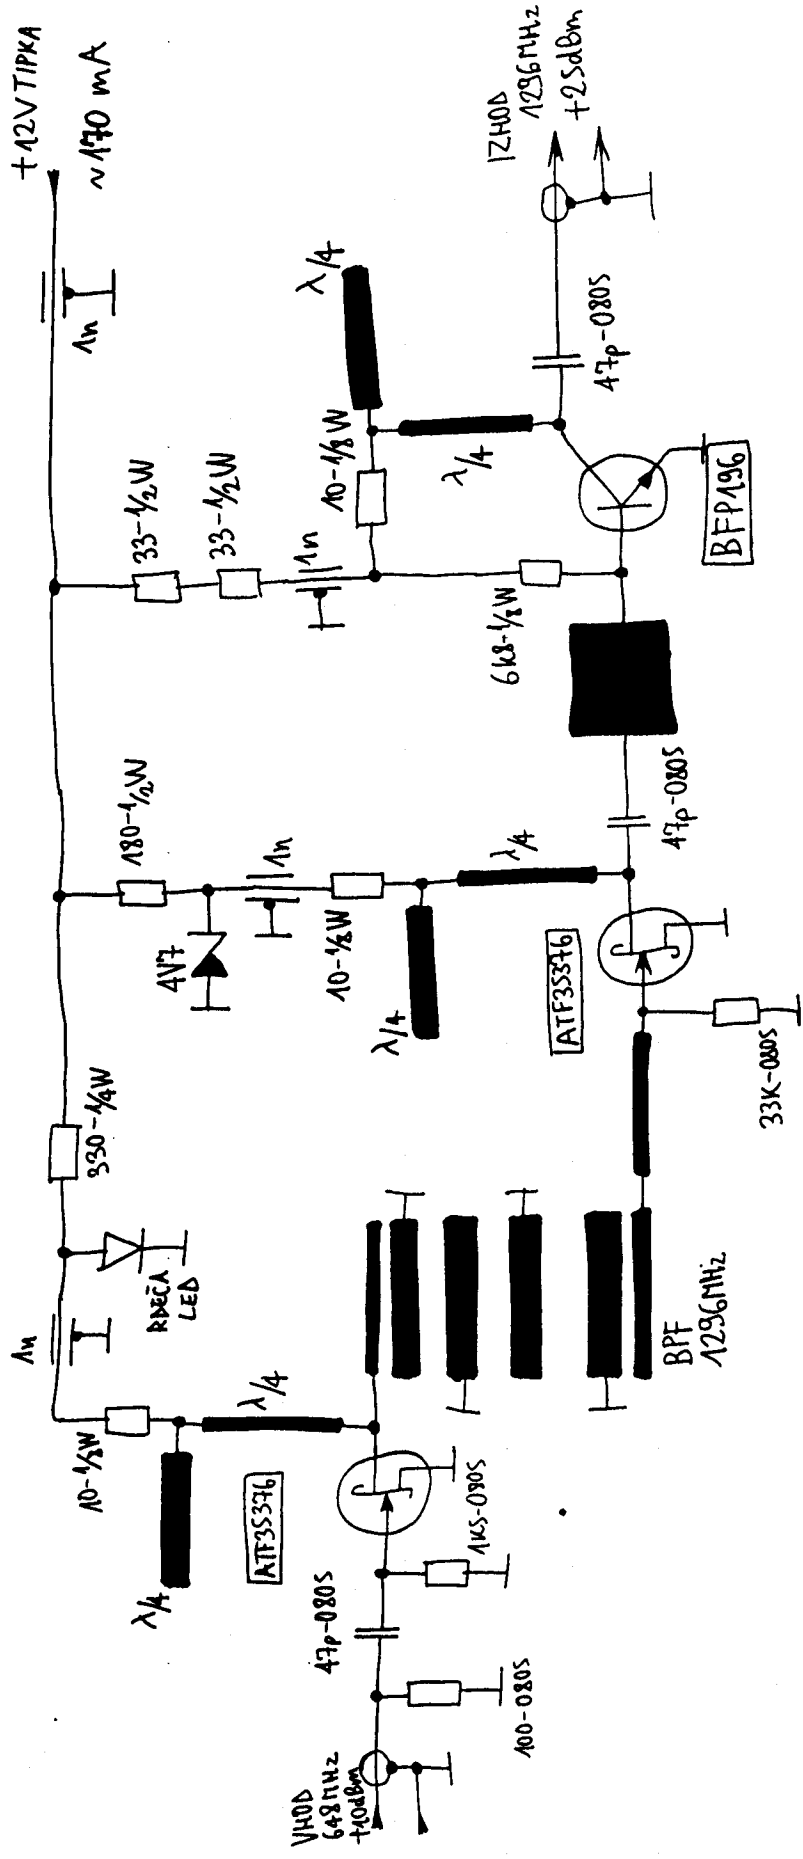 +12V TIPKA
~170 mA
1n
1n
330-1/4W
RDEČA
LED
10-1/8W
λ/4
λ/4
ATF35376
180-1/2W
4V7
1n
10-1/8W
λ/4
λ/4
33-1/2W
33-1/2W
1n
10-1/8W
λ/4
λ/4
6k8-1/8W
VHOD
648MHz
+10dBm
47p-0805
100-0805
1k5-0805
BPF
1296MHz
ATF35376
33k-0805
47p-0805
BFP196
47p-0805
IZHOD
1296MHz
+25dBm